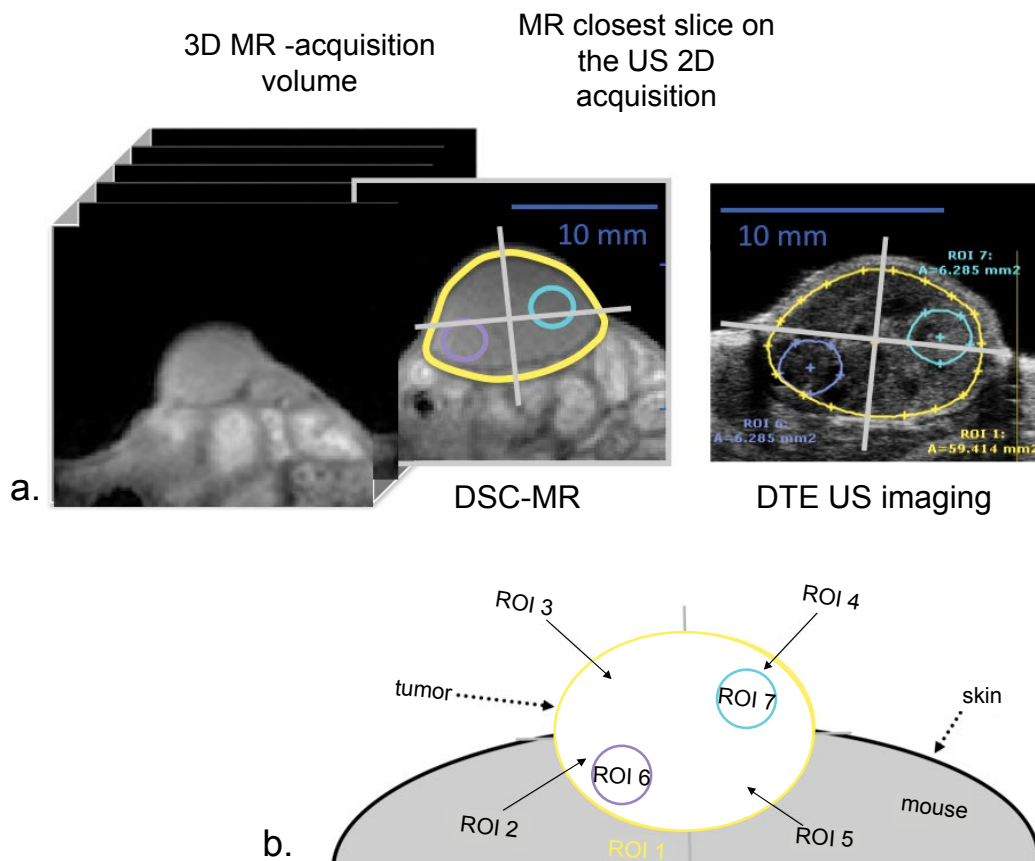 3D MR -acquisition
volume
MR closest slice on
the US 2D
acquisition
10 mm
10 mm
ROI 7:
A=6.285 mm2
ROI 6:
A=6.285 mm2
ROI 1:
A=59.414 mm2
a.
DSC-MR
DTE US imaging
ROI 3
ROI 4
tumor
ROI 7
skin
ROI 6
mouse
ROI 2
ROI 5
ROI 1
b.